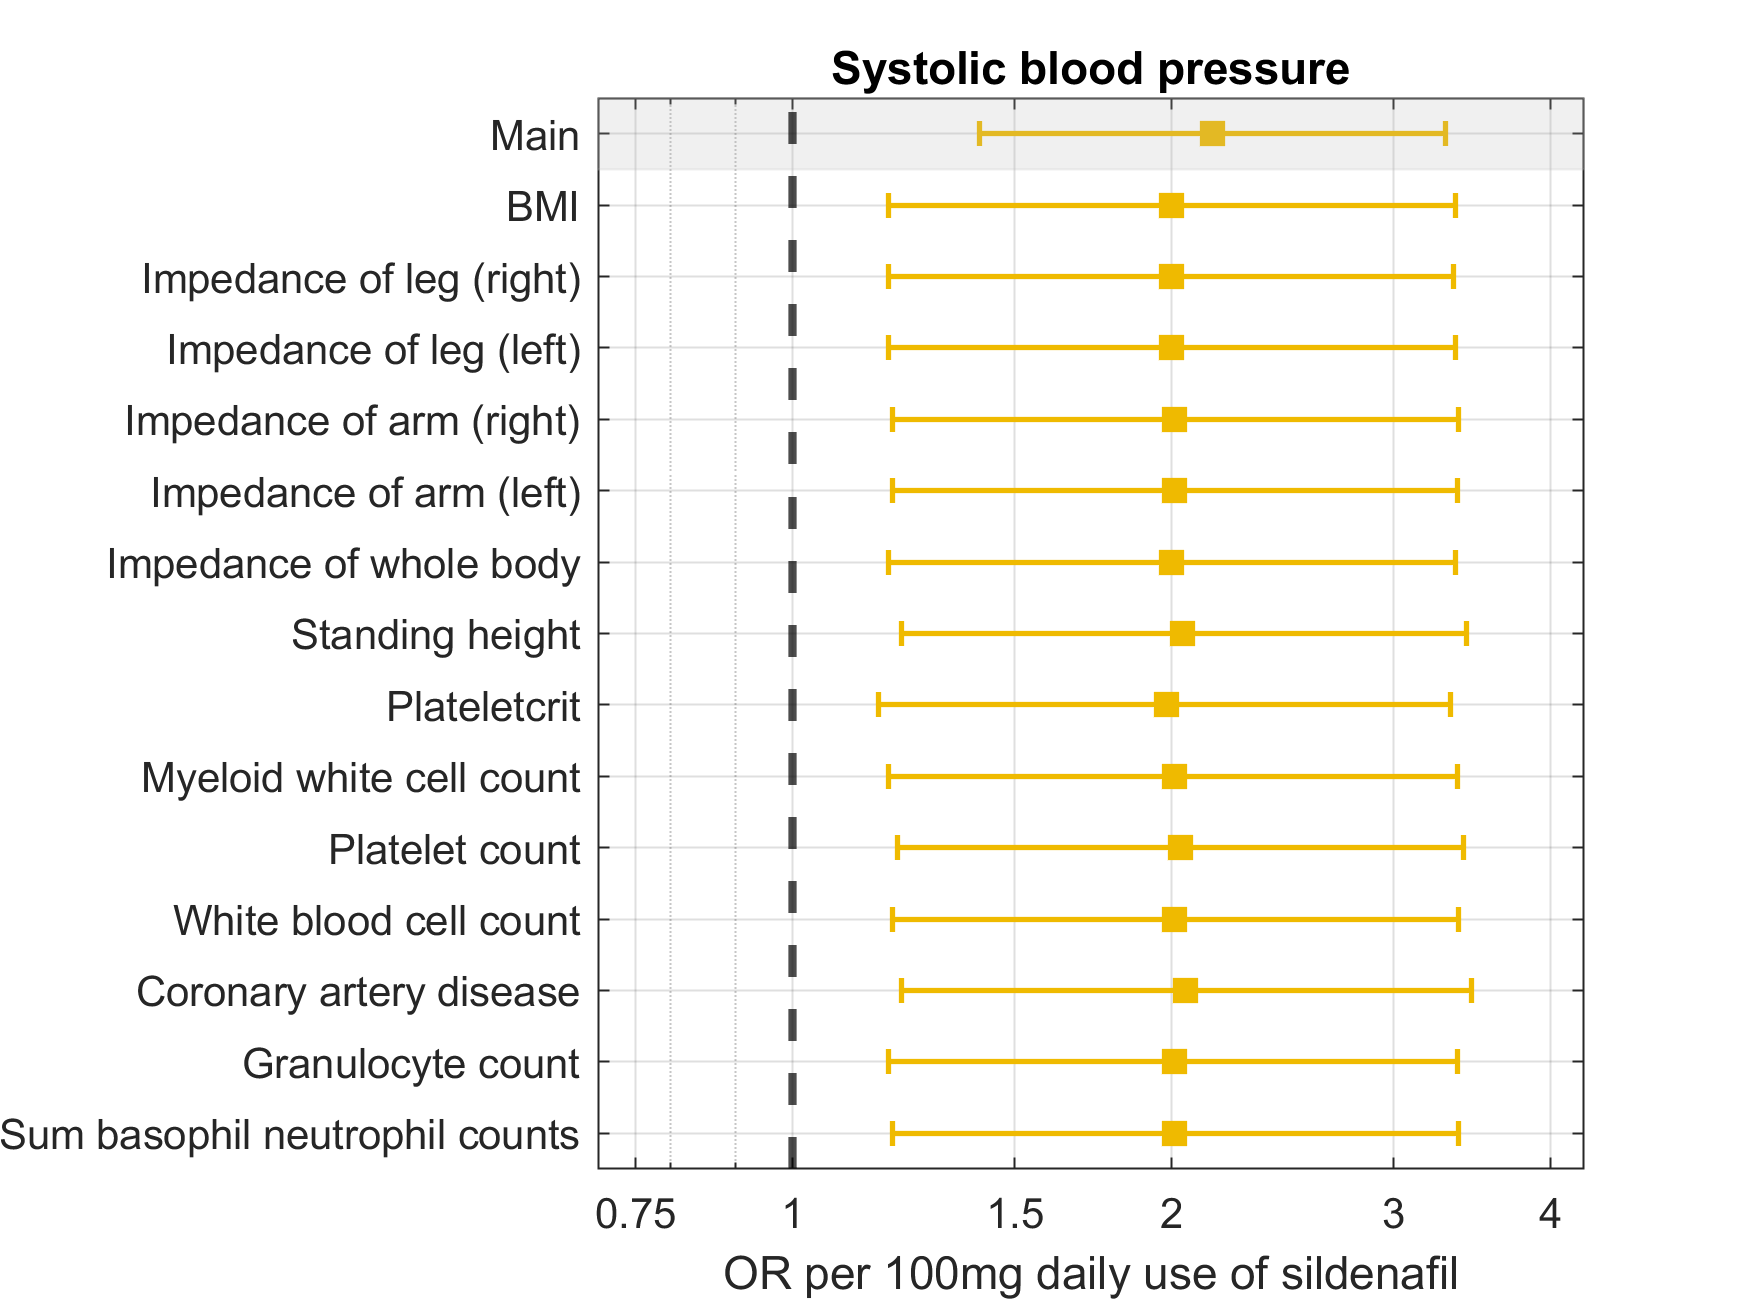 Systolic blood pressure
Main
BMI
Impedance of leg (right)
Impedance of leg (left)
Impedance of arm (right)
Impedance of arm (left)
Impedance of whole body
Standing height
Plateletcrit
Myeloid white cell count
Platelet count
White blood cell count
Coronary artery disease
Granulocyte count
Sum basophil neutrophil counts
0.75 1 1.5 2 3 4
OR per 100mg daily use of sildenafil